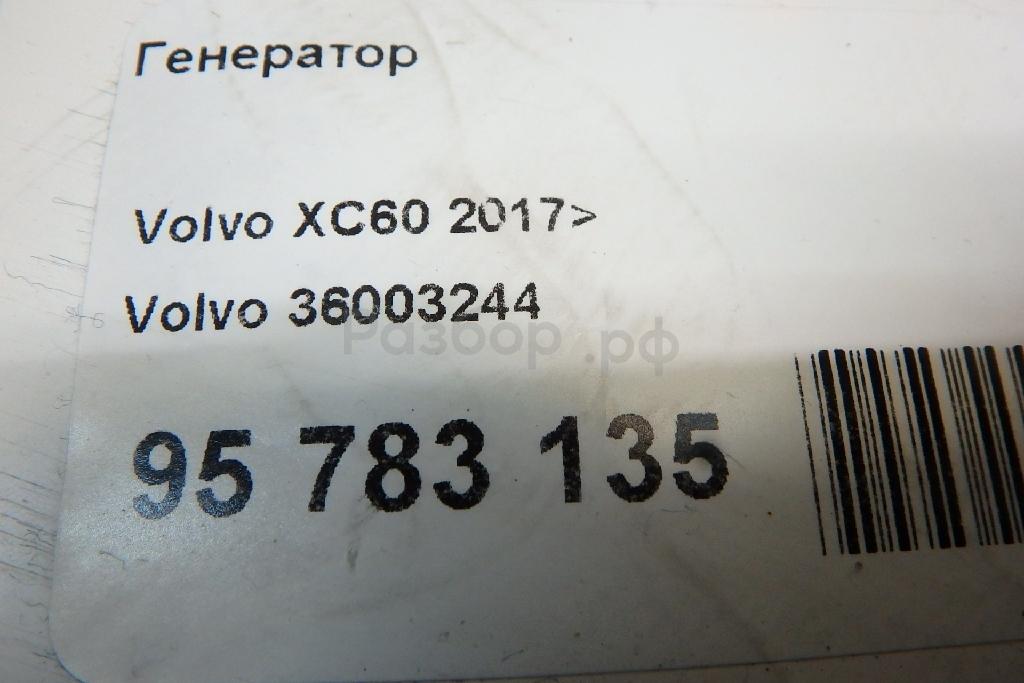 Генератор
Volvo XC60 2017>
Volvo 36003244
Разбор рф
95 783 135